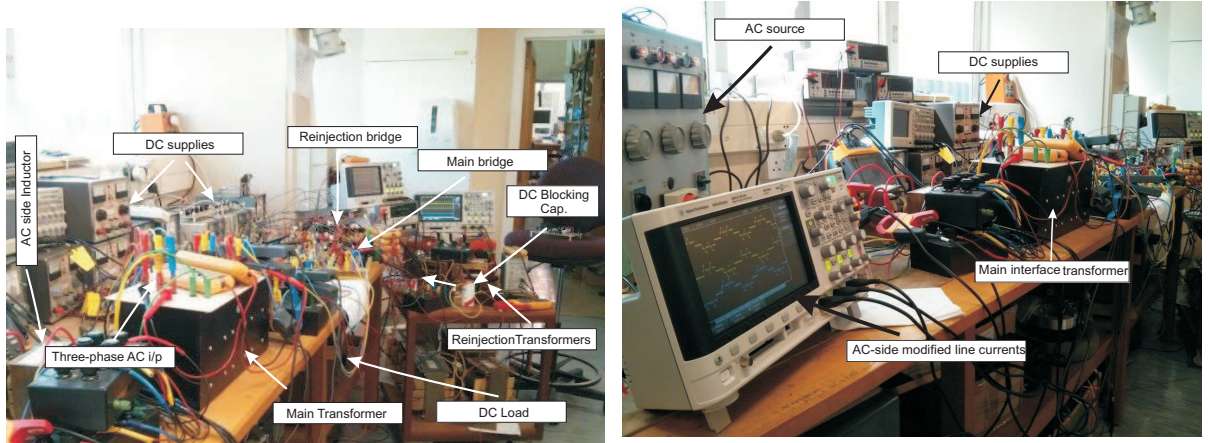 DC supplies
Reinjection bridge
Main bridge
DC Blocking
Cap.
AC side Inductor
Three-phase AC i/p
ReinjectionTransformers
Main Transformer
DC Load
AC source
DC supplies
Main interface transformer
AC-side modified line currents